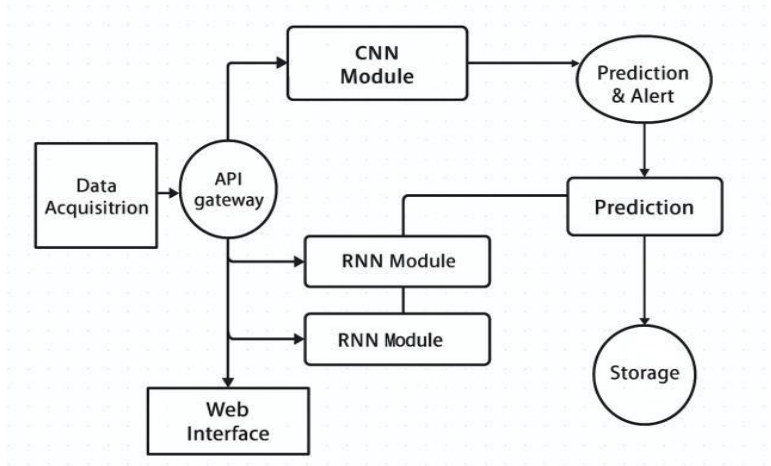 CNN
Module
Prediction
& Alert
Data
Acquisitrion
API
gateway
Prediction
RNN Module
RNN Module
Storage
Web
Interface